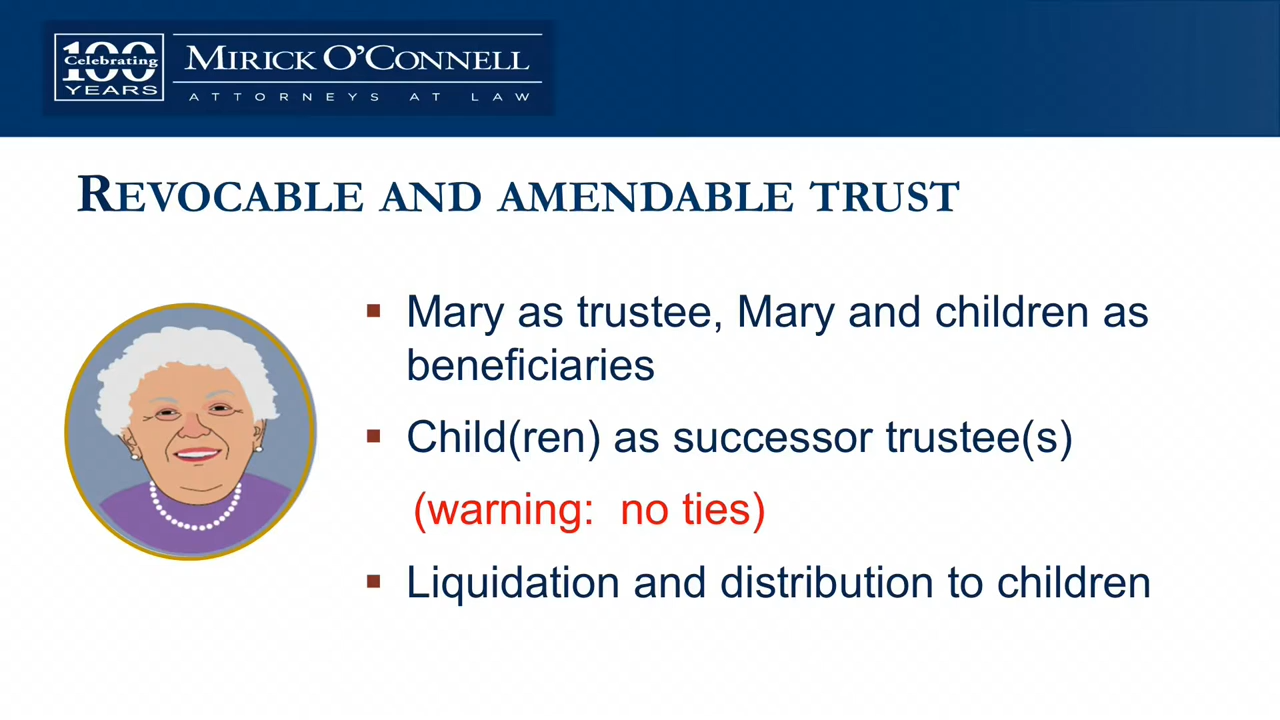 100
Celebrating
YEARS
MIRICK O'CONNELL
ATTORNEYS AT LAW
REVOCABLE AND AMENDABLE TRUST
▪ Mary as trustee, Mary and children as
beneficiaries
▪ Child(ren) as successor trustee(s)
(warning: no ties)
▪ Liquidation and distribution to children